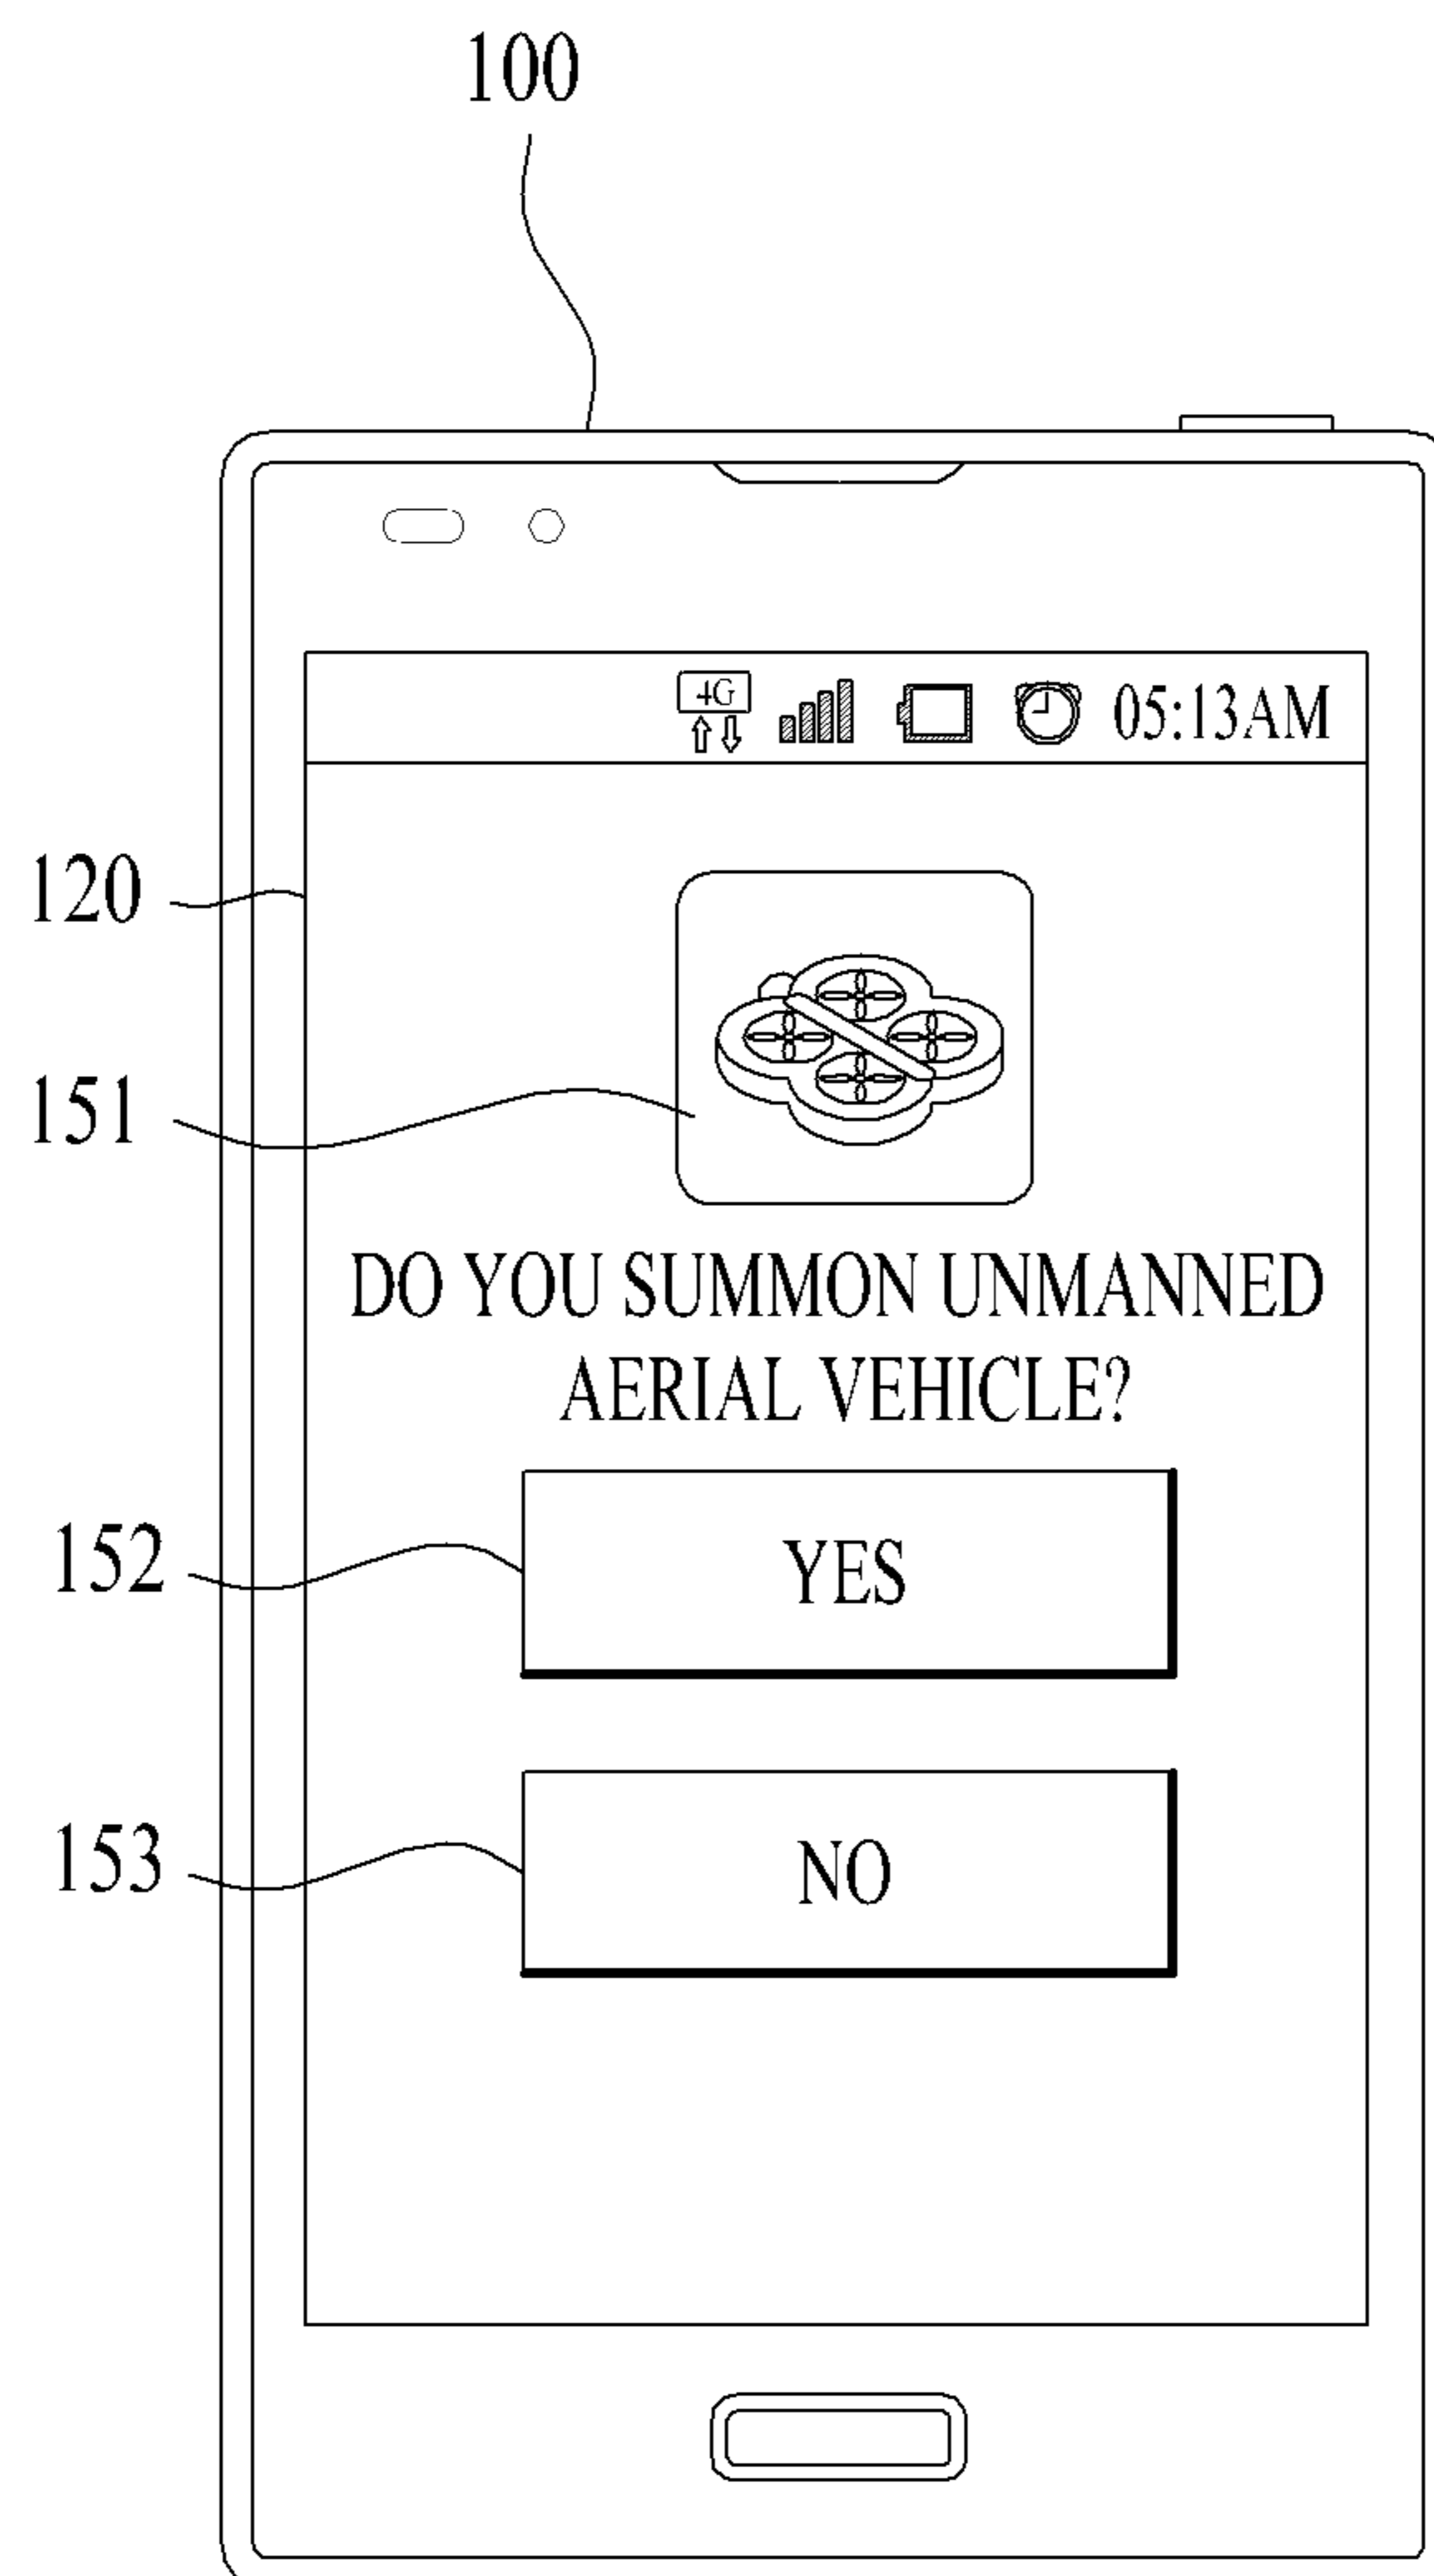 100
4G
05:13AM
120
151
DO YOU SUMMON UNMANNED
AERIAL VEHICLE?
152
YES
153
NO